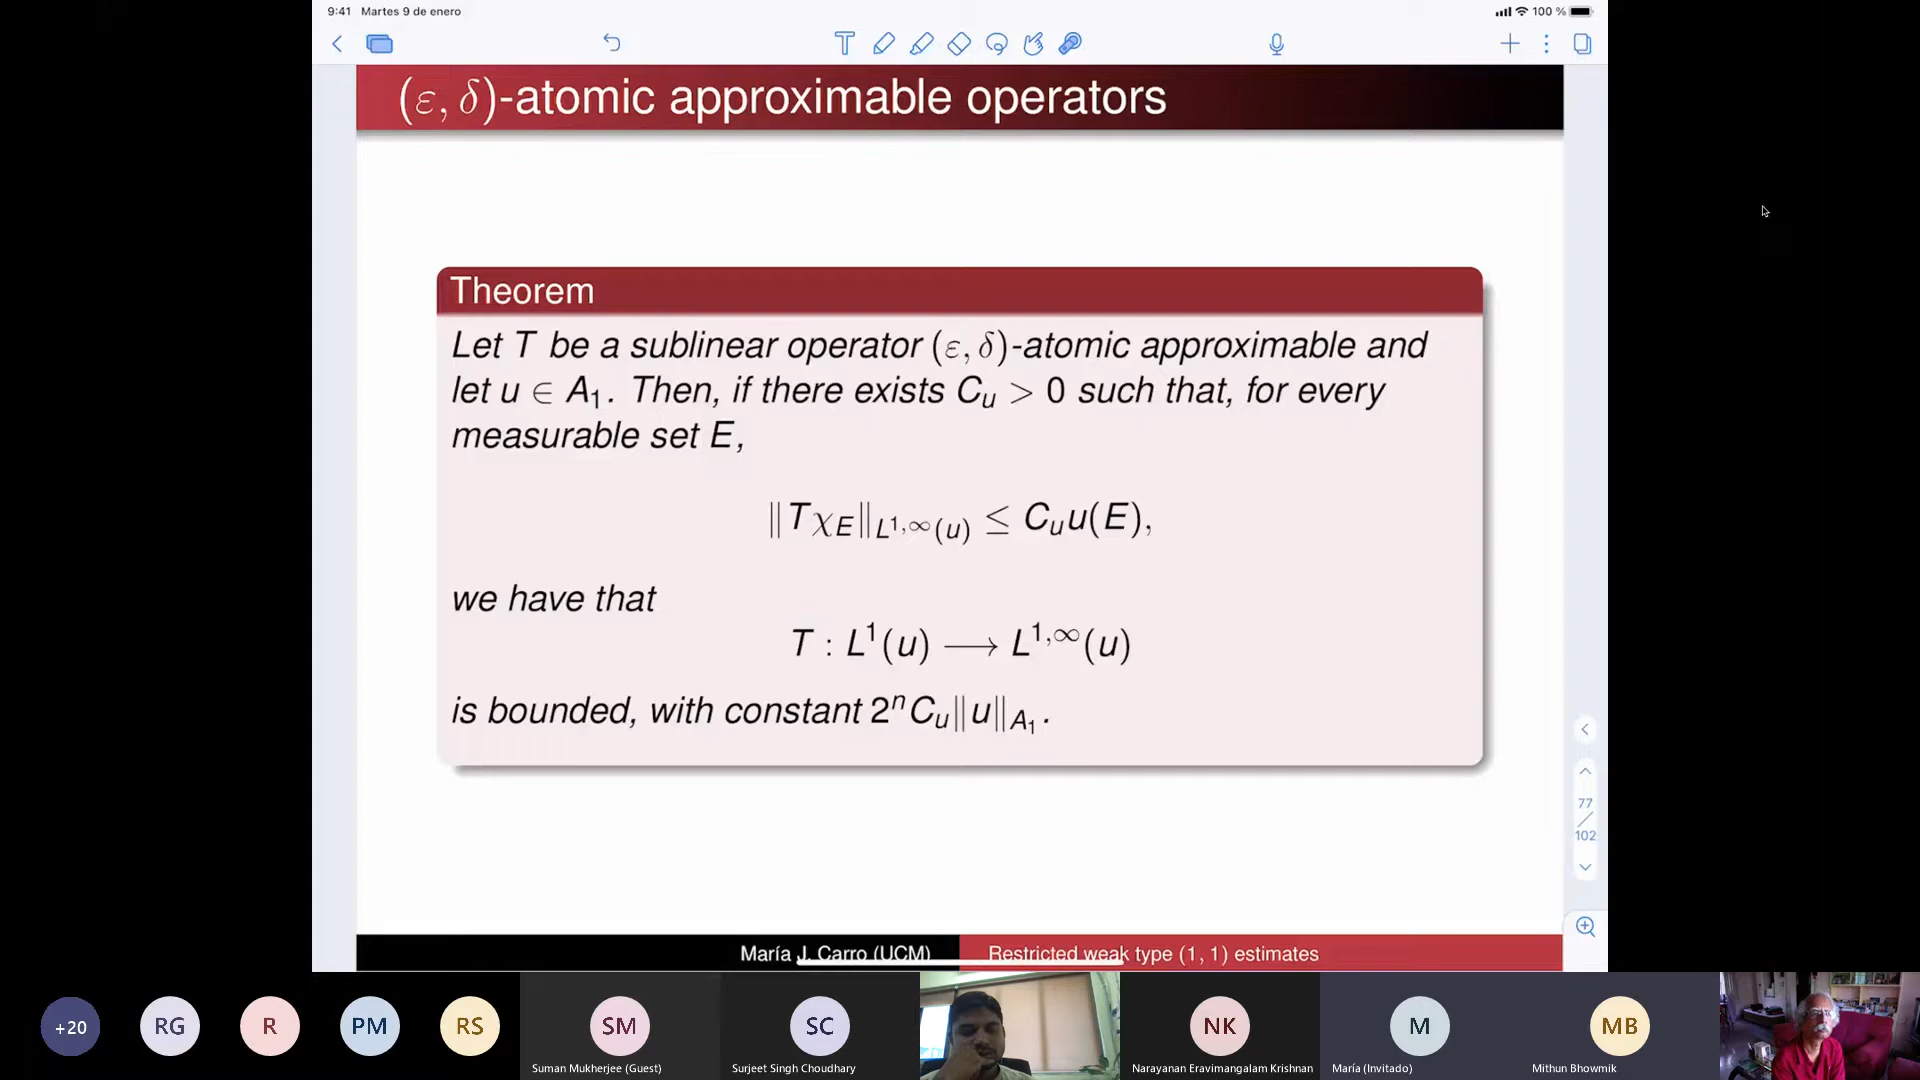 9:41 Martes 9 de enero
100 %
(ε, δ)-atomic approximable operators
Theorem
Let T be a sublinear operator (ε, δ)-atomic approximable and
let u ∈ A₁. Then, if there exists Cᵤ > 0 such that, for every
measurable set E,
‖Tχ_E‖_{L^{1,∞}(u)} ≤ C_u u(E),
we have that
T : L¹(u) ⟶ L^{1,∞}(u)
is bounded, with constant 2ⁿC_u‖u‖_{A₁}.
77
102
María J. Carro (UCM) Restricted weak type (1, 1) estimates
+20 RG R PM RS SM SC NK M MB
Suman Mukherjee (Guest) Surjeet Singh Choudhary Narayanan Eravimangalam Krishnan María (Invitado) Mithun Bhowmik